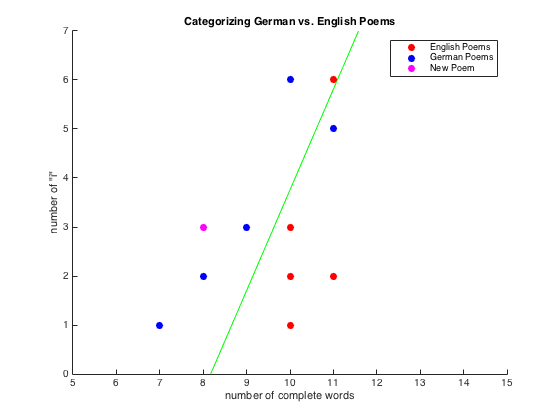 Categorizing German vs. English Poems
English Poems
German Poems
New Poem
7
6
5
4
3
2
1
0
number of "i"
5 6 7 8 9 10 11 12 13 14 15
number of complete words